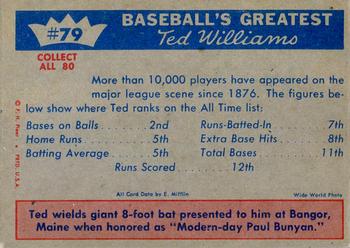 #79
BASEBALL'S GREATEST
Ted Williams
COLLECT
ALL 80
More than 10,000 players have appeared on the
major league scene since 1876. The figures be-
low show where Ted ranks on the All Time list:
Bases on Balls 2nd Runs-Batted-In 7th
Home Runs 5th Extra Base Hits 8th
Batting Average 5th Total Bases 11th
Runs Scored 12th
All Card Data by E. Mifflin
Wide World Photo
Ted wields giant 8-foot bat presented to him at Bangor,
Maine when honored as "Modern-day Paul Bunyan."